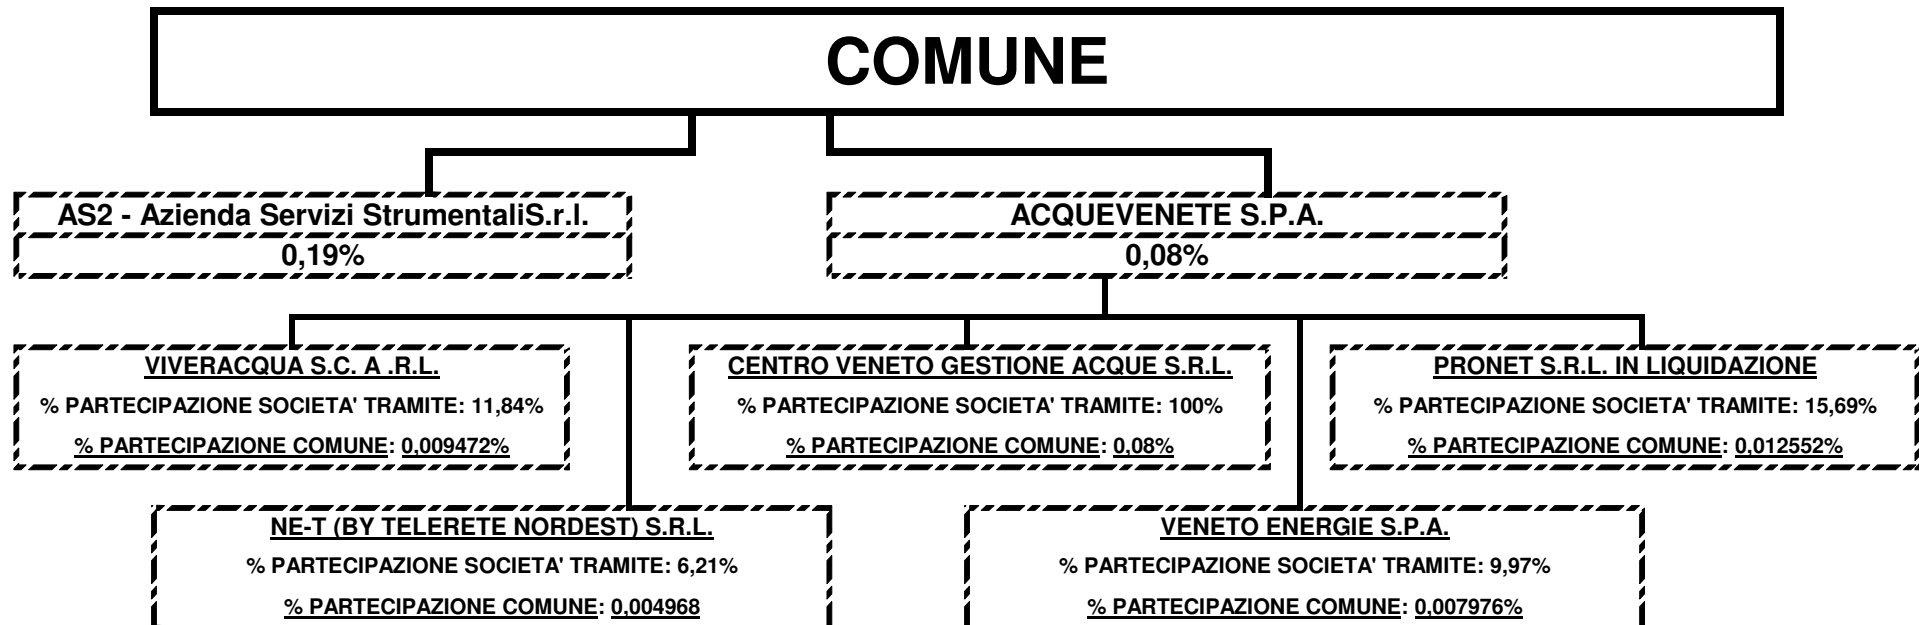 COMUNE
AS2 - Azienda Servizi StrumentaliS.r.l.
0,19%
ACQUEVENETE S.P.A.
0,08%
VIVERACQUA S.C. A .R.L.
% PARTECIPAZIONE SOCIETA' TRAMITE: 11,84%
% PARTECIPAZIONE COMUNE: 0,009472%
CENTRO VENETO GESTIONE ACQUE S.R.L.
% PARTECIPAZIONE SOCIETA' TRAMITE: 100%
% PARTECIPAZIONE COMUNE: 0,08%
PRONET S.R.L. IN LIQUIDAZIONE
% PARTECIPAZIONE SOCIETA' TRAMITE: 15,69%
% PARTECIPAZIONE COMUNE: 0,012552%
NE-T (BY TELERETE NORDEST) S.R.L.
% PARTECIPAZIONE SOCIETA' TRAMITE: 6,21%
% PARTECIPAZIONE COMUNE: 0,004968
VENETO ENERGIE S.P.A.
% PARTECIPAZIONE SOCIETA' TRAMITE: 9,97%
% PARTECIPAZIONE COMUNE: 0,007976%